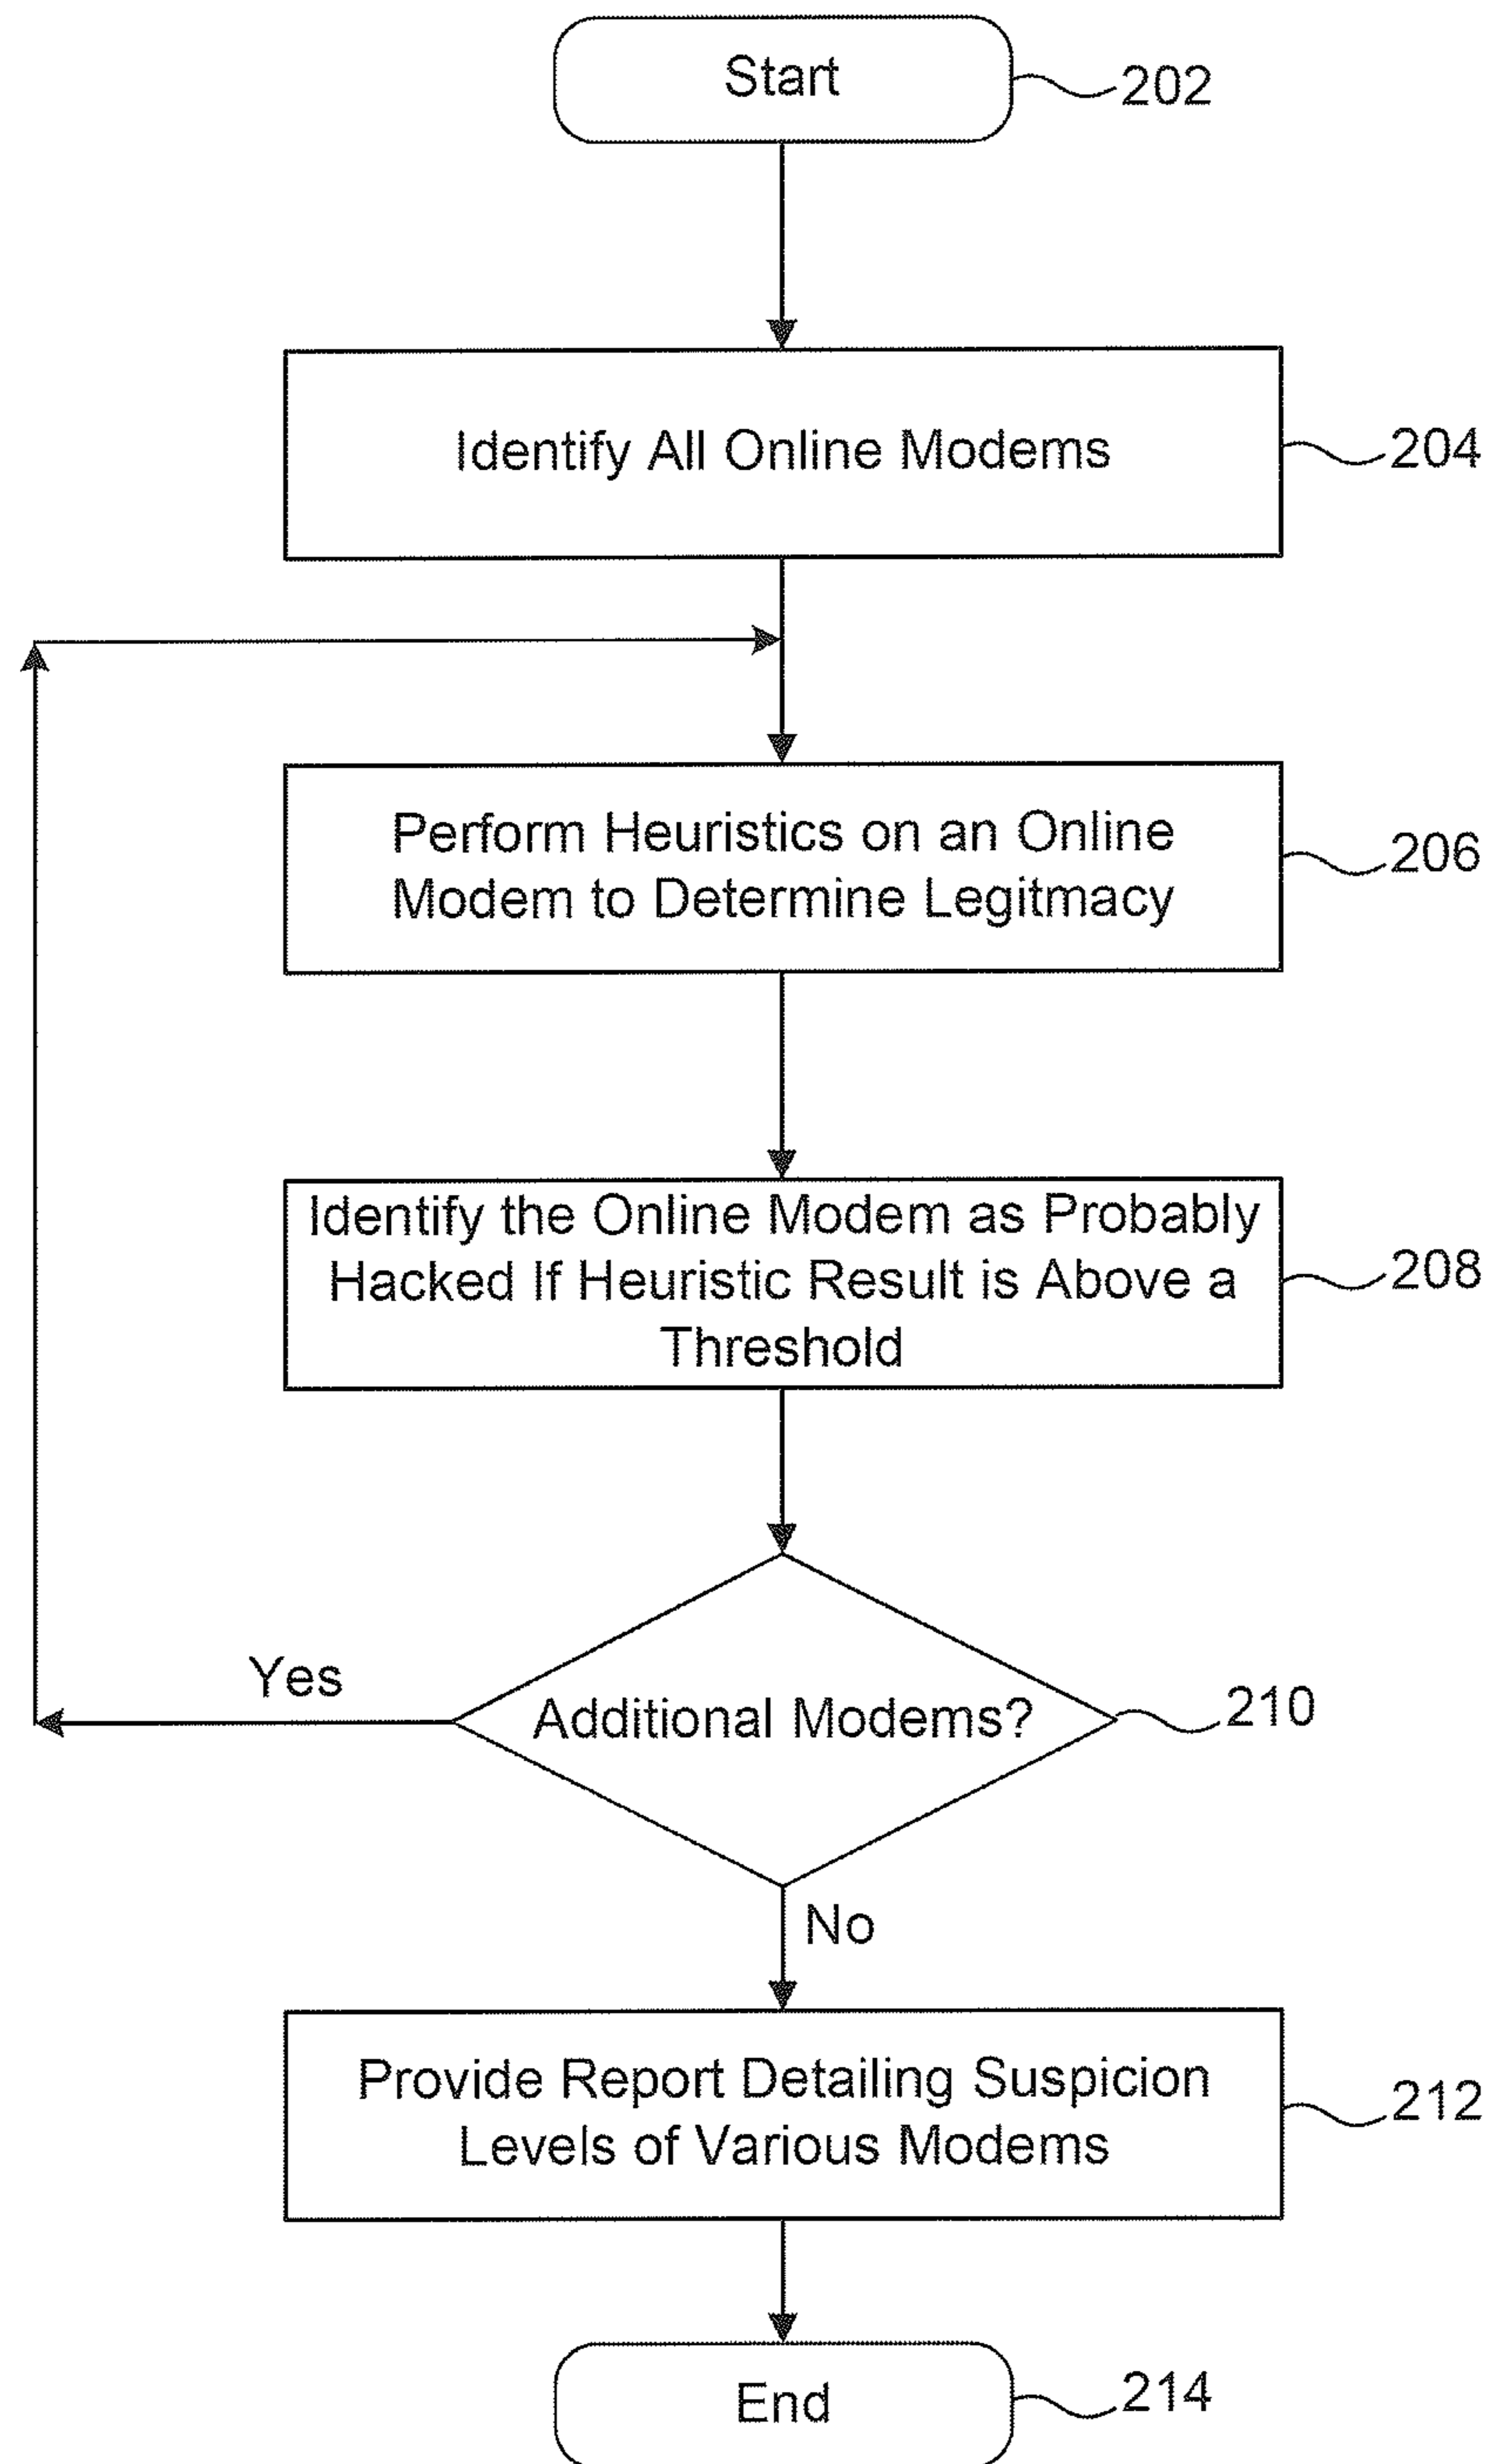 Start
202
Identify All Online Modems
204
Perform Heuristics on an Online
Modem to Determine Legitmacy
206
Identify the Online Modem as Probably
Hacked If Heuristic Result is Above a
Threshold
208
Yes
Additional Modems?
210
No
Provide Report Detailing Suspicion
Levels of Various Modems
212
End
214